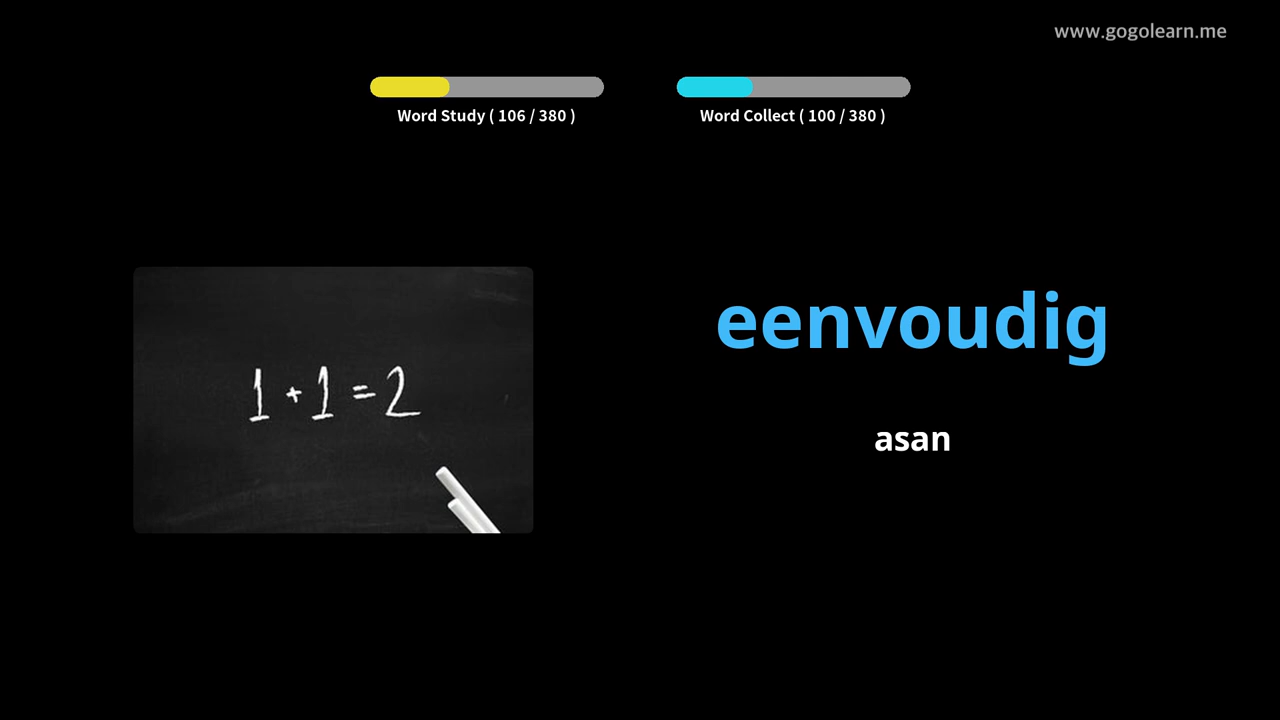 www.gogolearn.me
Word Study ( 106 / 380 )
Word Collect ( 100 / 380 )
1 + 1 = 2
eenvoudig
asan